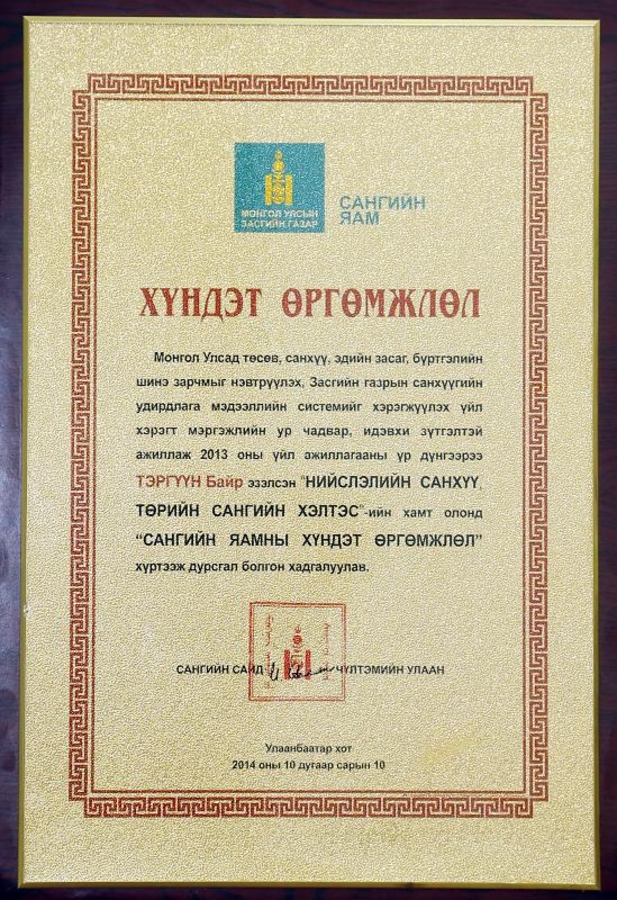 МОНГОЛ УЛСЫН
ЗАСГИЙН ГАЗАР
САНГИЙН
ЯАМ
ХҮНДЭТ ӨРГӨМЖЛӨЛ
Монгол Улсад төсөв, санхүү, эдийн засаг, бүртгэлийн
шинэ зарчмыг нэвтрүүлэх, Засгийн газрын санхүүгийн
удирдлага мэдээллийн системийг хэрэгжүүлэх үйл
хэрэгт мэргэжлийн ур чадвар, идэвхи зүтгэлтэй
ажиллаж 2013 оны үйл ажиллагааны үр дүнгээрээ
ТЭРГҮҮН Байр эзэлсэн "НИЙСЛЭЛИЙН САНХҮҮ,
ТӨРИЙН САНГИЙН ХЭЛТЭС"-ийн хамт олонд
"САНГИЙН ЯАМНЫ ХҮНДЭТ ӨРГӨМЖЛӨЛ"
хүртээж дурсгал болгон хадгалуулав.
САНГИЙН САЙД ЧҮЛТЭМИЙН УЛААН
Улаанбаатар хот
2014 оны 10 дугаар сарын 10